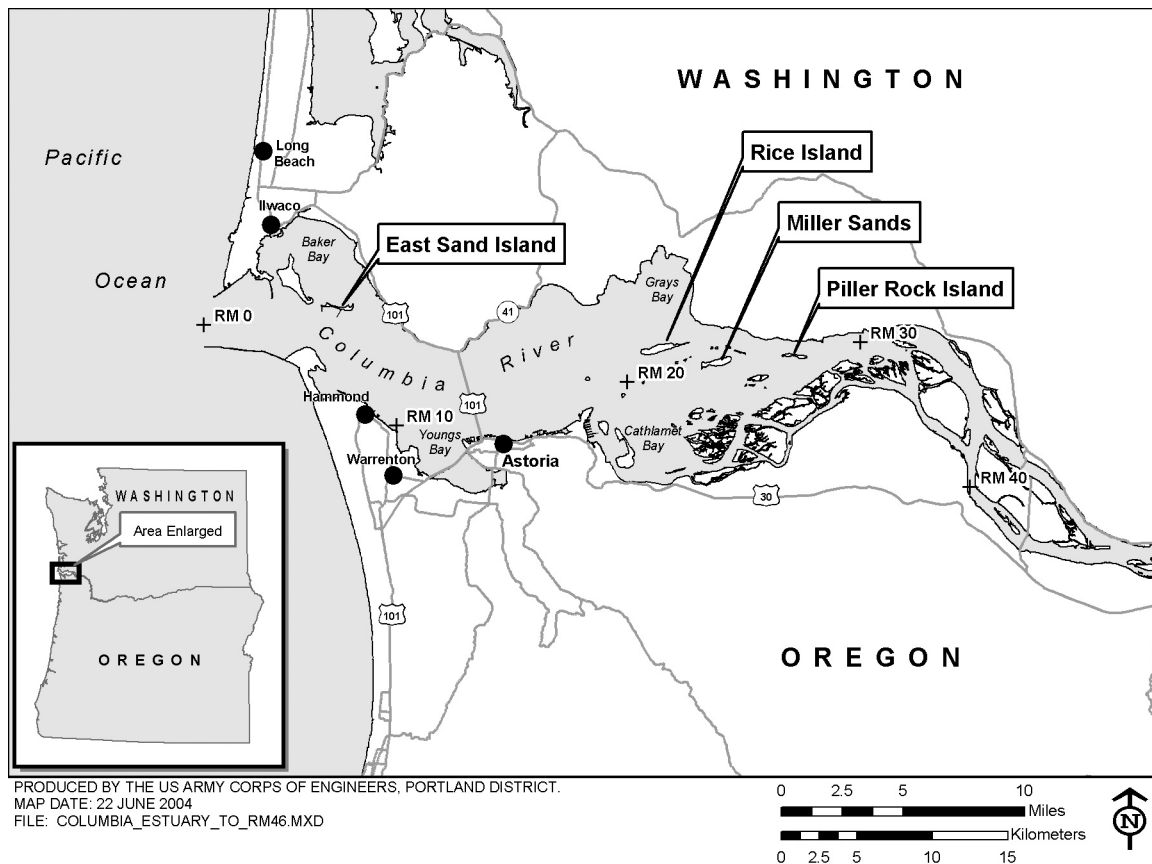 WASHINGTON
Pacific
Ocean
Long
Beach
Ilwaco
Baker
Bay
East Sand Island
Rice Island
Miller Sands
Piller Rock Island
Grays
Bay
101
41
RM 0
Columbia
River
RM 30
RM 20
Hammond
101
RM 10
Youngs
Bay
Cathlamet
Bay
Warrenton
Astoria
RM 40
30
101
OREGON
WASHINGTON
Area Enlarged
OREGON
PRODUCED BY THE US ARMY CORPS OF ENGINEERS, PORTLAND DISTRICT.
MAP DATE: 22 JUNE 2004
FILE: COLUMBIA_ESTUARY_TO_RM46.MXD
0 2.5 5 10
Miles
Kilometers
0 2.5 5 10 15
N